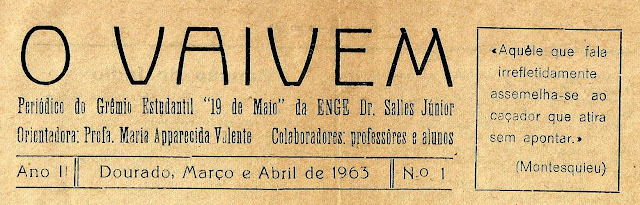 O VAIVEM
Periódico do Grêmio Estudantil "19 de Maio" da ENGE Dr. Salles Júnior
Orientadora: Profa. Maria Apparecida Valente Colaboradores: professôres e alunos
Ano II Dourado, Março e Abril de 1963 N.o 1
«Aquêle que fala
irrefletidamente
assemelha-se ao
caçador que atira
sem apontar.»
(Montesquieu)